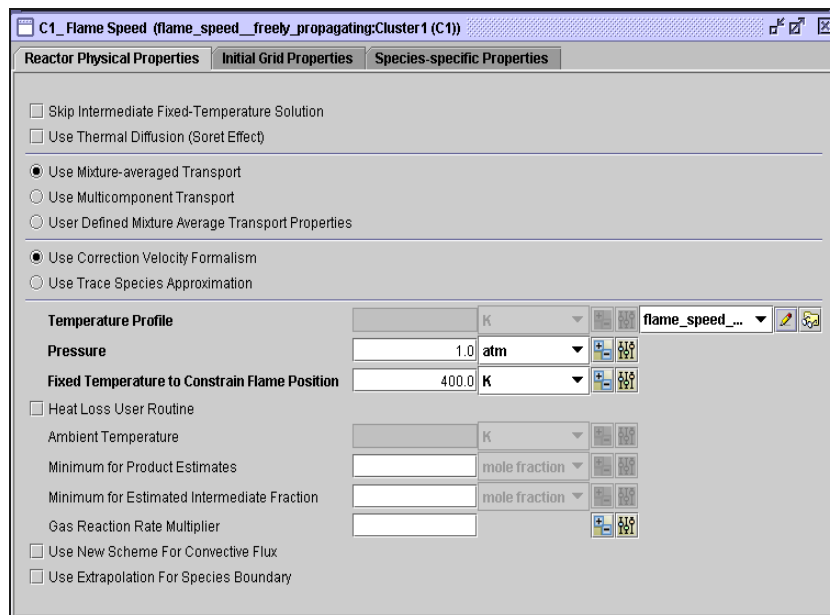 C1_ Flame Speed (flame_speed__freely_propagating:Cluster1 (C1))
Reactor Physical Properties Initial Grid Properties Species-specific Properties
Skip Intermediate Fixed-Temperature Solution
Use Thermal Diffusion (Soret Effect)
Use Mixture-averaged Transport
Use Multicomponent Transport
User Defined Mixture Average Transport Properties
Use Correction Velocity Formalism
Use Trace Species Approximation
Temperature Profile K flame_speed_...
Pressure 1.0 atm
Fixed Temperature to Constrain Flame Position 400.0 K
Heat Loss User Routine
Ambient Temperature K
Minimum for Product Estimates mole fraction
Minimum for Estimated Intermediate Fraction mole fraction
Gas Reaction Rate Multiplier
Use New Scheme For Convective Flux
Use Extrapolation For Species Boundary